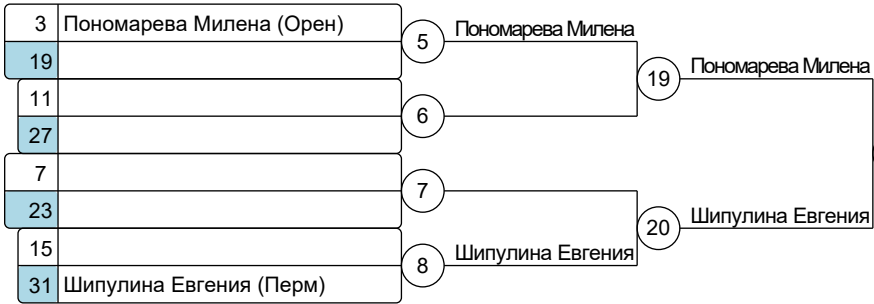 3 Пономарева Милена (Орен)
5 Пономарева Милена
19
19 Пономарева Милена
11
6
27
7
7
23
20 Шипулина Евгения
15
8 Шипулина Евгения
31 Шипулина Евгения (Перм)